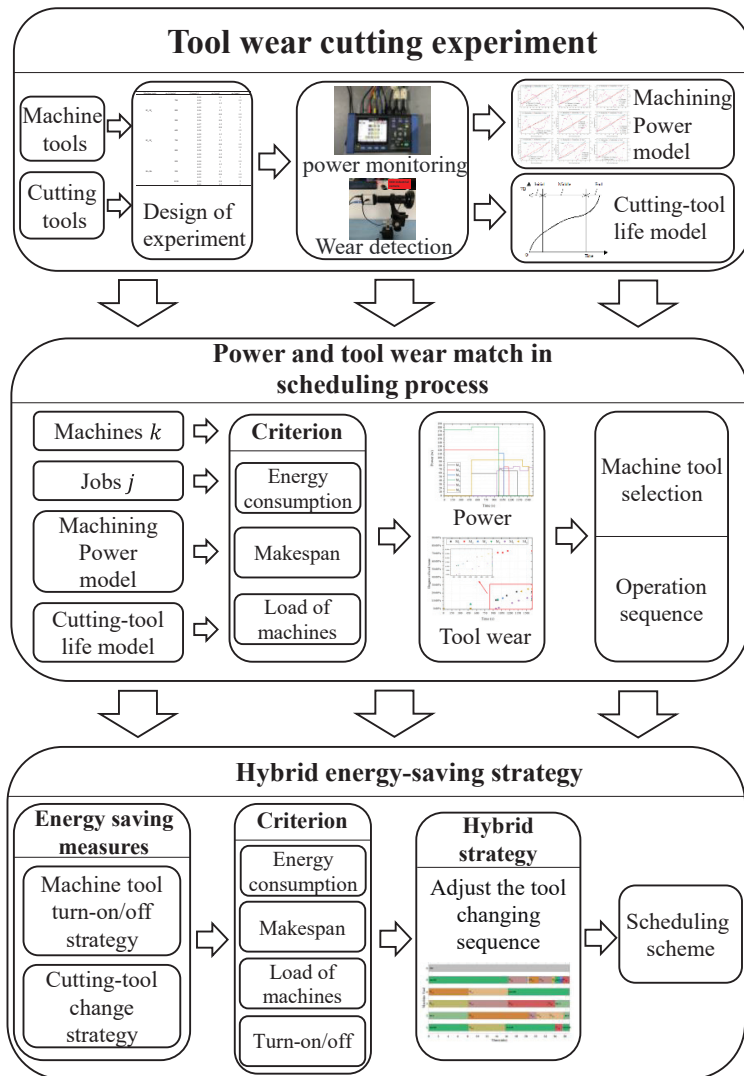 Tool wear cutting experiment
Machine
tools
Cutting
tools
Design of
experiment
power monitoring
Wear detection
Machining
Power
model
Cutting-tool
life model
Power and tool wear match in
scheduling process
Machines k
Jobs j
Machining
Power
model
Cutting-tool
life model
Criterion
Energy
consumption
Makespan
Load of
machines
Power
Tool wear
Machine tool
selection
Operation
sequence
Hybrid energy-saving strategy
Energy saving
measures
Machine tool
turn-on/off
strategy
Cutting-tool
change
strategy
Criterion
Energy
consumption
Makespan
Load of
machines
Turn-on/off
Hybrid
strategy
Adjust the tool
changing
sequence
Scheduling
scheme